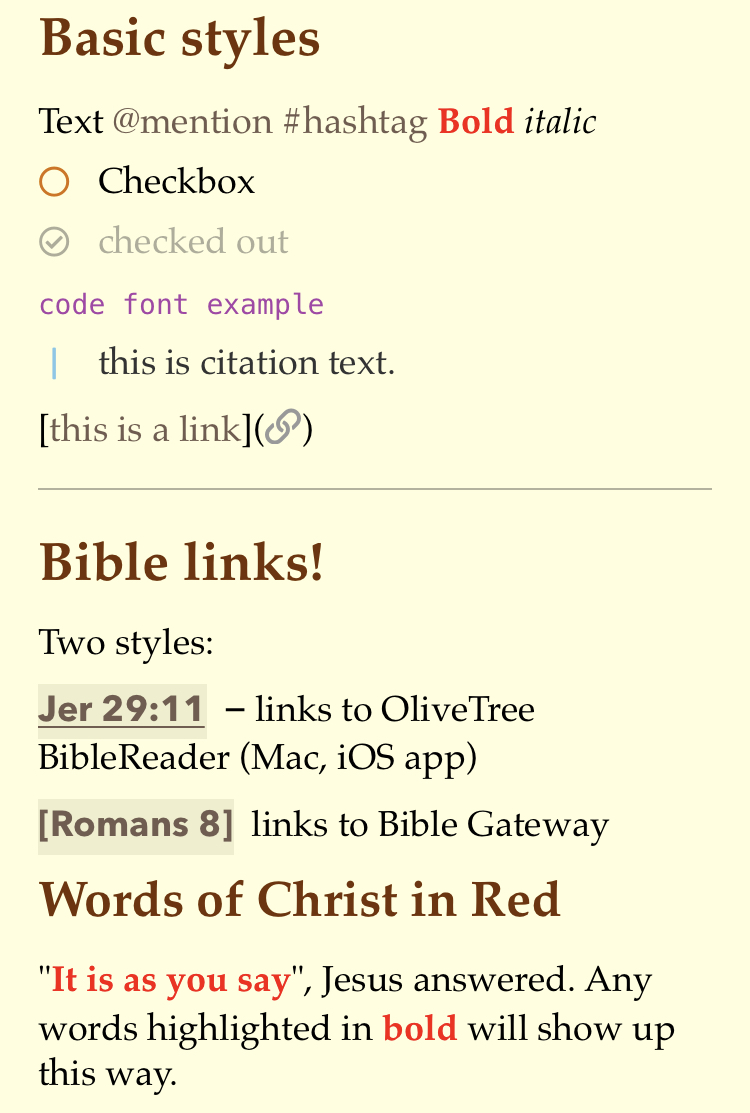 Basic styles
Text @mention #hashtag Bold italic
Checkbox
checked out
code font example
this is citation text.
[this is a link]()
Bible links!
Two styles:
Jer 29:11 – links to OliveTree
BibleReader (Mac, iOS app)
[Romans 8] links to Bible Gateway
Words of Christ in Red
"It is as you say", Jesus answered. Any
words highlighted in bold will show up
this way.